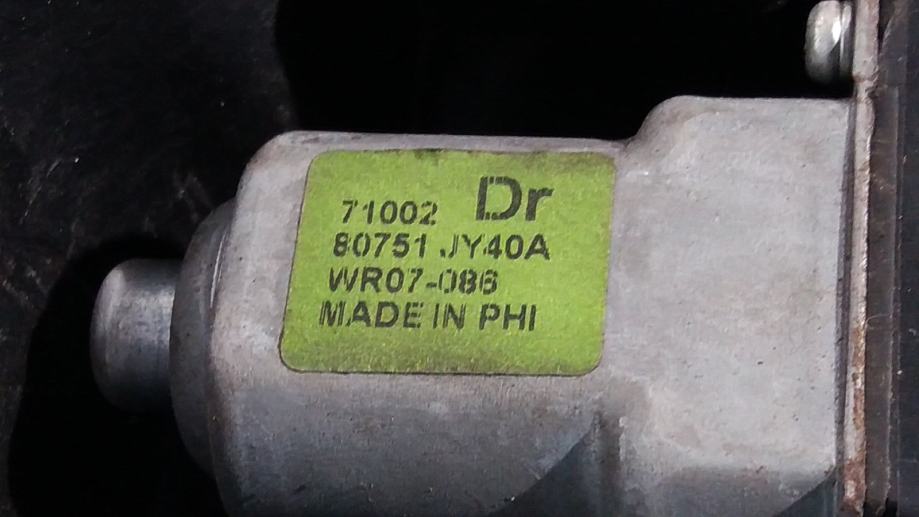 71002 Dr
80751 JY40A
WR07-086
MADE IN PHI